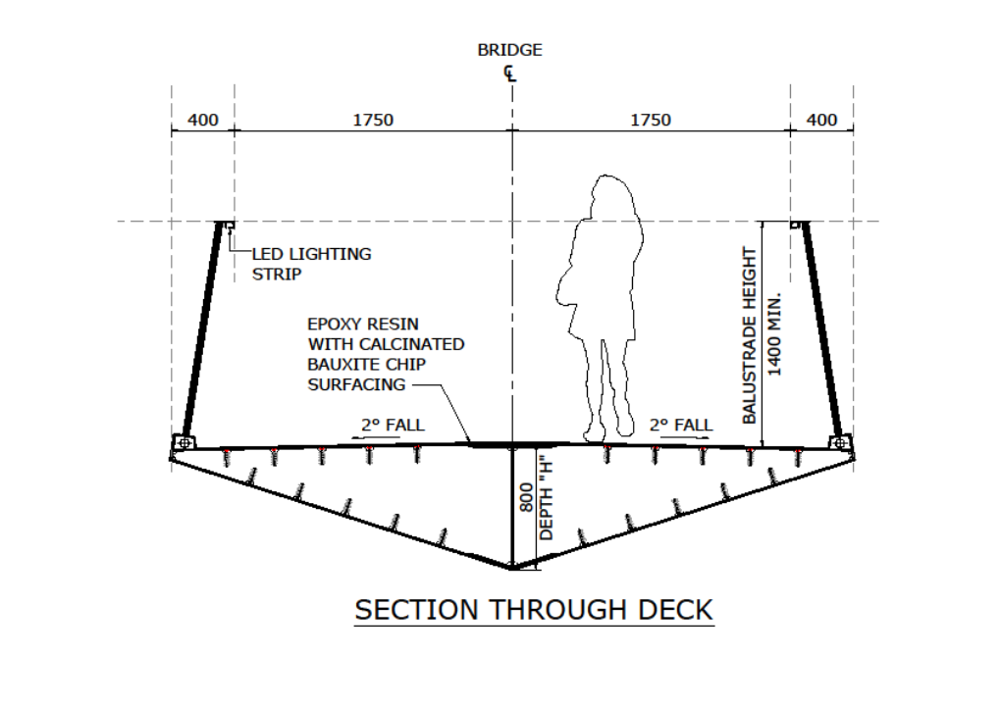 BRIDGE
℄
400
1750
1750
400
LED LIGHTING
STRIP
EPOXY RESIN
WITH CALCINATED
BAUXITE CHIP
SURFACING
BALUSTRADE HEIGHT
1400 MIN.
2° FALL
2° FALL
800
DEPTH "H"
SECTION THROUGH DECK